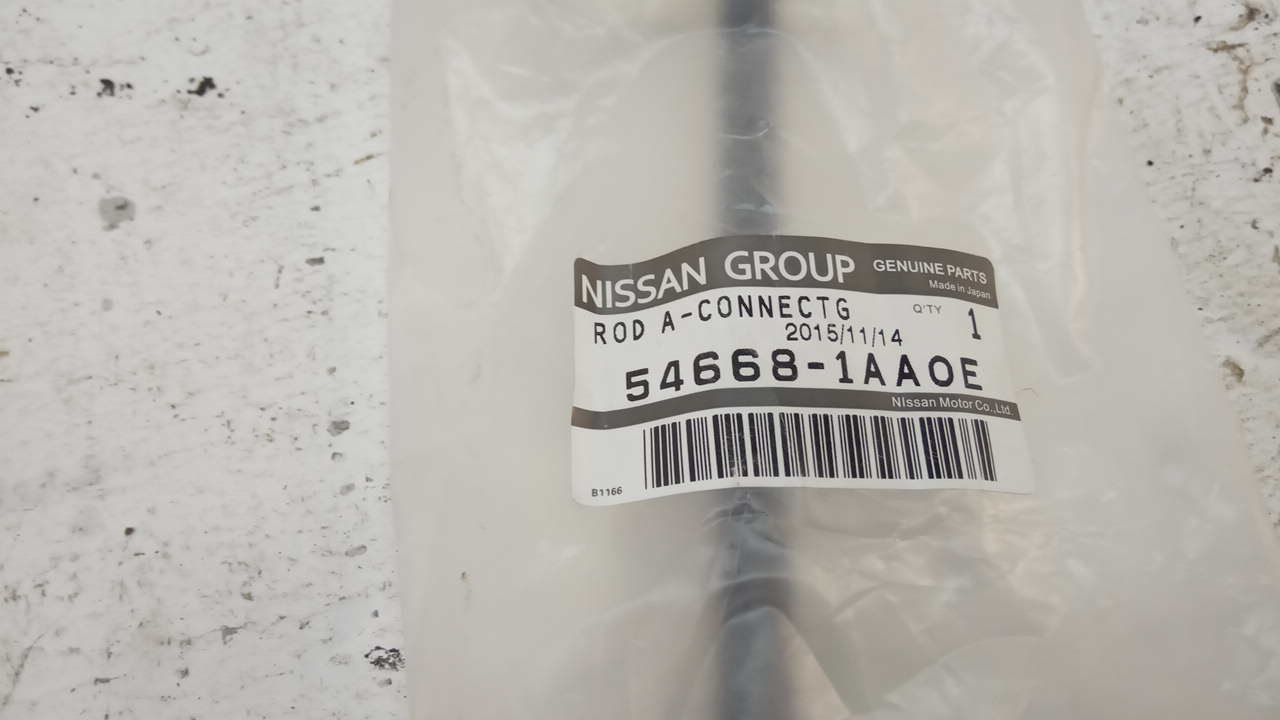 NISSAN GROUP GENUINE PARTS
Made in Japan
ROD A-CONNECTG Q'TY 1
2015/11/14
54668-1AA0E
Nissan Motor Co.,Ltd.
B1166